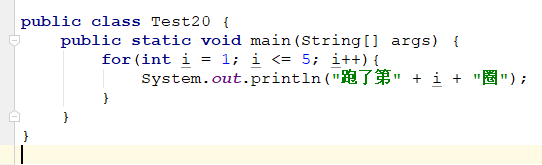 public class Test20 {
    public static void main(String[] args) {
        for(int i = 1; i <= 5; i++){
            System.out.println("跑了第" + i + "圈");
        }
    }
}